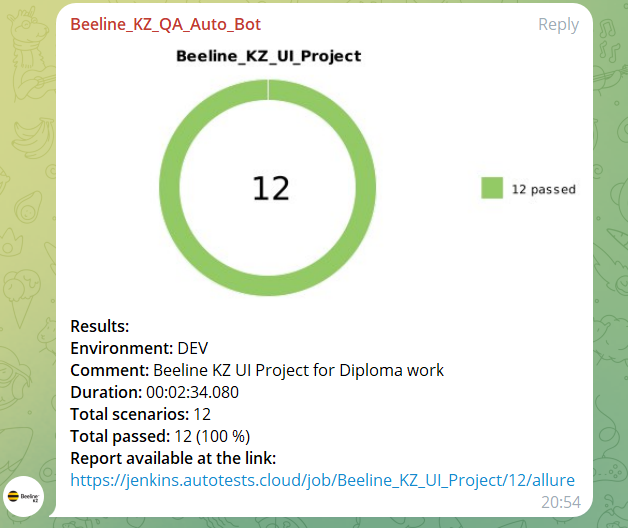 Beeline_KZ_QA_Auto_Bot Reply
Beeline_KZ_UI_Project
12
12 passed
Results:
Environment: DEV
Comment: Beeline KZ UI Project for Diploma work
Duration: 00:02:34.080
Total scenarios: 12
Total passed: 12 (100 %)
Report available at the link:
https://jenkins.autotests.cloud/job/Beeline_KZ_UI_Project/12/allure
Beeline
KZ
20:54